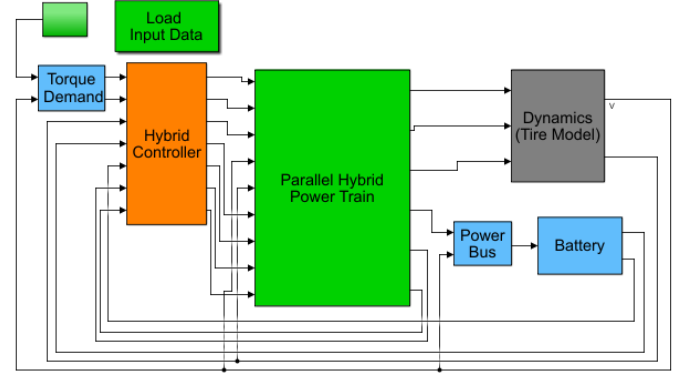 Load
Input Data
Torque
Demand
Hybrid
Controller
Parallel Hybrid
Power Train
Dynamics
(Tire Model)
v
Power
Bus
Battery